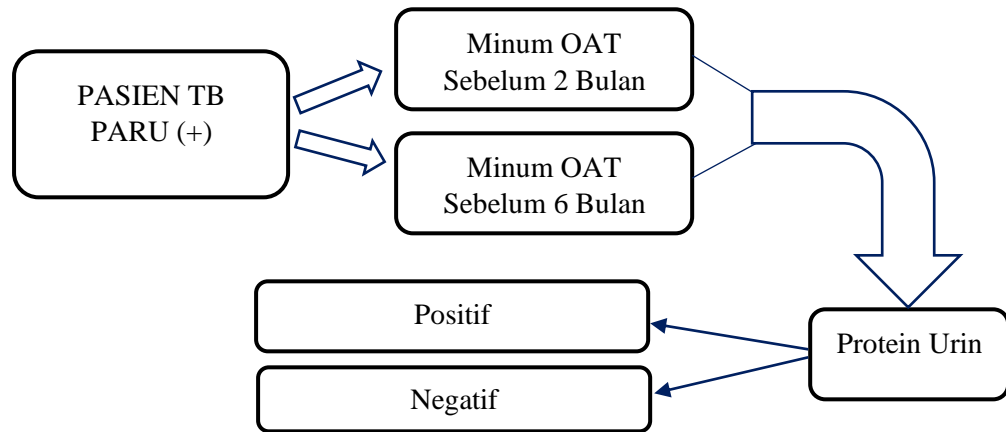 PASIEN TB
PARU (+)
Minum OAT
Sebelum 2 Bulan
Minum OAT
Sebelum 6 Bulan
Protein Urin
Positif
Negatif